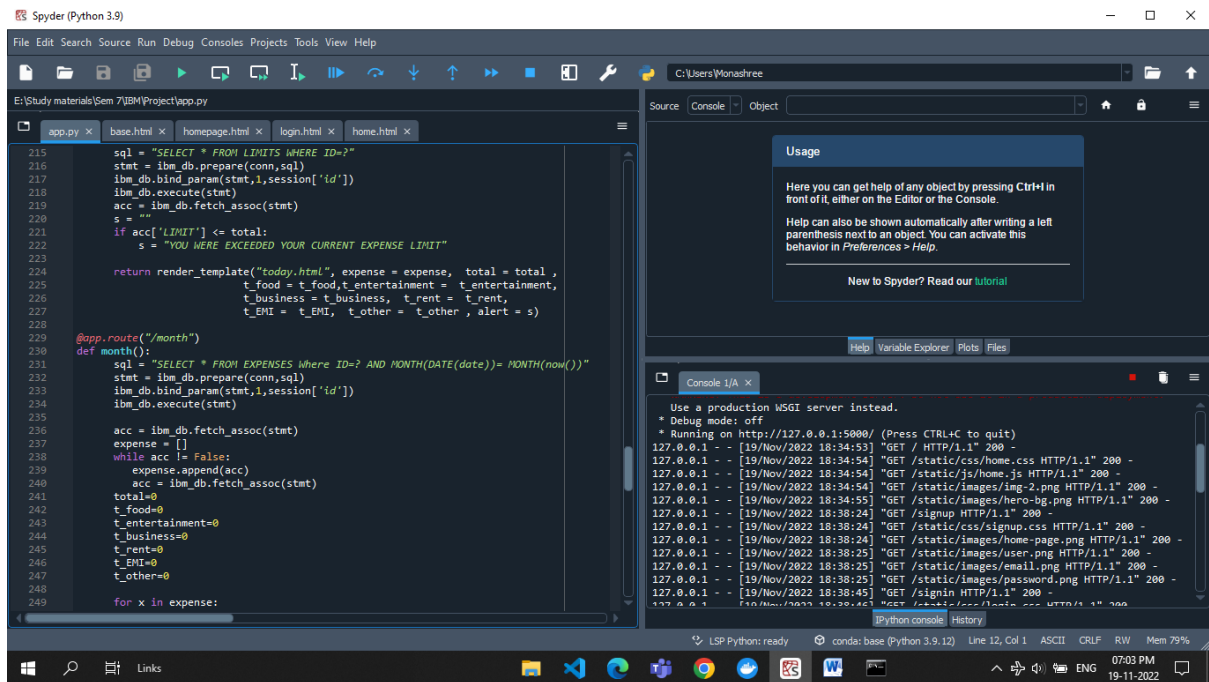 Spyder (Python 3.9)
File Edit Search Source Run Debug Consoles Projects Tools View Help
C:\Users\Monashree
E:\Study materials\Sem 7\IBM\Project\app.py
app.py × base.html × homepage.html × login.html × home.html ×
215 sql = "SELECT * FROM LIMITS WHERE ID=?"
216 stmt = ibm_db.prepare(conn,sql)
217 ibm_db.bind_param(stmt,1,session['id'])
218 ibm_db.execute(stmt)
219 acc = ibm_db.fetch_assoc(stmt)
220 s = ""
221 if acc['LIMIT'] <= total:
222 s = "YOU WERE EXCEEDED YOUR CURRENT EXPENSE LIMIT"
223
224 return render_template("today.html", expense = expense,  total = total ,
225 t_food = t_food,t_entertainment =  t_entertainment,
226 t_business = t_business,  t_rent =  t_rent,
227 t_EMI =  t_EMI,  t_other =  t_other , alert = s)
228
229 @app.route("/month")
230 def month():
231 sql = "SELECT * FROM EXPENSES Where ID=? AND MONTH(DATE(date))= MONTH(now())"
232 stmt = ibm_db.prepare(conn,sql)
233 ibm_db.bind_param(stmt,1,session['id'])
234 ibm_db.execute(stmt)
235
236 acc = ibm_db.fetch_assoc(stmt)
237 expense = []
238 while acc != False:
239 expense.append(acc)
240 acc = ibm_db.fetch_assoc(stmt)
241 total=0
242 t_food=0
243 t_entertainment=0
244 t_business=0
245 t_rent=0
246 t_EMI=0
247 t_other=0
248
249 for x in expense:
Source Console Object
Usage
Here you can get help of any object by pressing Ctrl+I in
front of it, either on the Editor or the Console.
Help can also be shown automatically after writing a left
parenthesis next to an object. You can activate this
behavior in Preferences > Help.
New to Spyder? Read our tutorial
Help Variable Explorer Plots Files
Console 1/A ×
Use a production WSGI server instead.
* Debug mode: off
* Running on http://127.0.0.1:5000/ (Press CTRL+C to quit)
127.0.0.1 - - [19/Nov/2022 18:34:53] "GET / HTTP/1.1" 200 -
127.0.0.1 - - [19/Nov/2022 18:34:54] "GET /static/css/home.css HTTP/1.1" 200 -
127.0.0.1 - - [19/Nov/2022 18:34:54] "GET /static/js/home.js HTTP/1.1" 200 -
127.0.0.1 - - [19/Nov/2022 18:34:54] "GET /static/images/img-2.png HTTP/1.1" 200 -
127.0.0.1 - - [19/Nov/2022 18:34:55] "GET /static/images/hero-bg.png HTTP/1.1" 200 -
127.0.0.1 - - [19/Nov/2022 18:38:24] "GET /signup HTTP/1.1" 200 -
127.0.0.1 - - [19/Nov/2022 18:38:24] "GET /static/css/signup.css HTTP/1.1" 200 -
127.0.0.1 - - [19/Nov/2022 18:38:24] "GET /static/images/home-page.png HTTP/1.1" 200 -
127.0.0.1 - - [19/Nov/2022 18:38:25] "GET /static/images/user.png HTTP/1.1" 200 -
127.0.0.1 - - [19/Nov/2022 18:38:25] "GET /static/images/email.png HTTP/1.1" 200 -
127.0.0.1 - - [19/Nov/2022 18:38:25] "GET /static/images/password.png HTTP/1.1" 200 -
127.0.0.1 - - [19/Nov/2022 18:38:45] "GET /signin HTTP/1.1" 200 -
127.0.0.1 - - [19/Nov/2022 18:38:46] "GET /static/css/login.css HTTP/1.1" 200
IPython console History
LSP Python: ready conda: base (Python 3.9.12) Line 12, Col 1 ASCII CRLF RW Mem 79%
Links
ENG
07:03 PM
19-11-2022